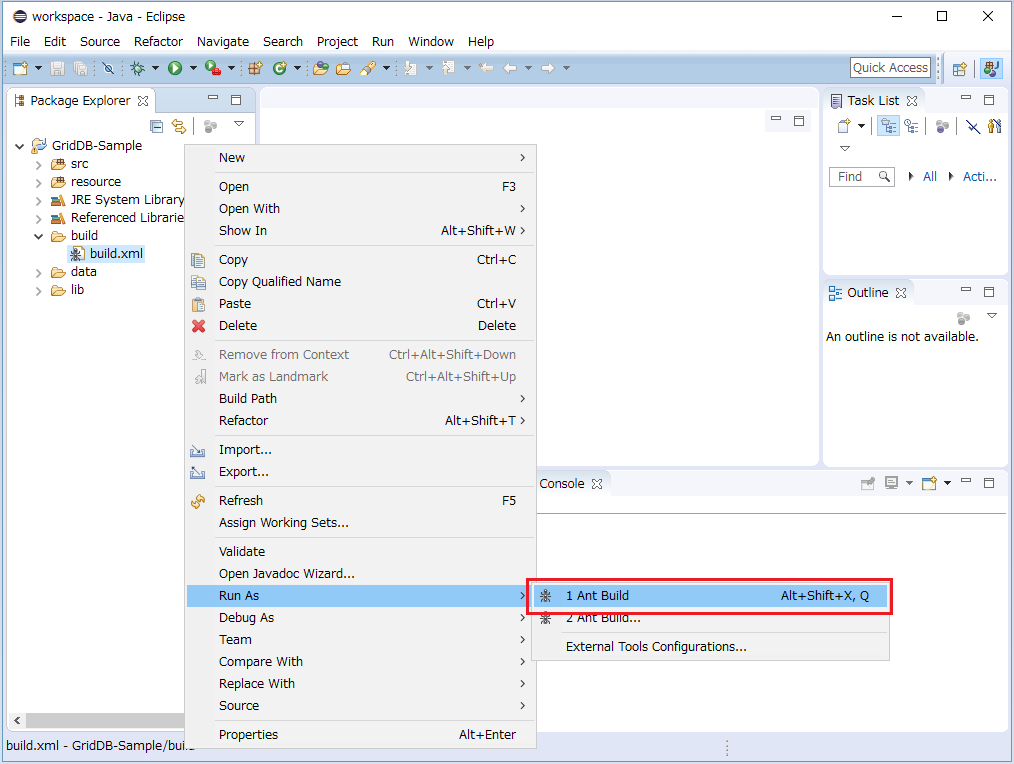 workspace - Java - Eclipse
File Edit Source Refactor Navigate Search Project Run Window Help
Quick Access
Package Explorer
GridDB-Sample
src
resource
JRE System Library
Referenced Librarie
build
build.xml
data
lib
New
Open F3
Open With
Show In Alt+Shift+W
Copy Ctrl+C
Copy Qualified Name
Paste Ctrl+V
Delete Delete
Remove from Context Ctrl+Alt+Shift+Down
Mark as Landmark Ctrl+Alt+Shift+Up
Build Path
Refactor Alt+Shift+T
Import...
Export...
Refresh F5
Assign Working Sets...
Validate
Open Javadoc Wizard...
Run As
Debug As
Team
Compare With
Replace With
Source
Properties Alt+Enter
1 Ant Build Alt+Shift+X, Q
2 Ant Build...
External Tools Configurations...
Console
Task List
Find All Acti...
Outline
An outline is not available.
build.xml - GridDB-Sample/build